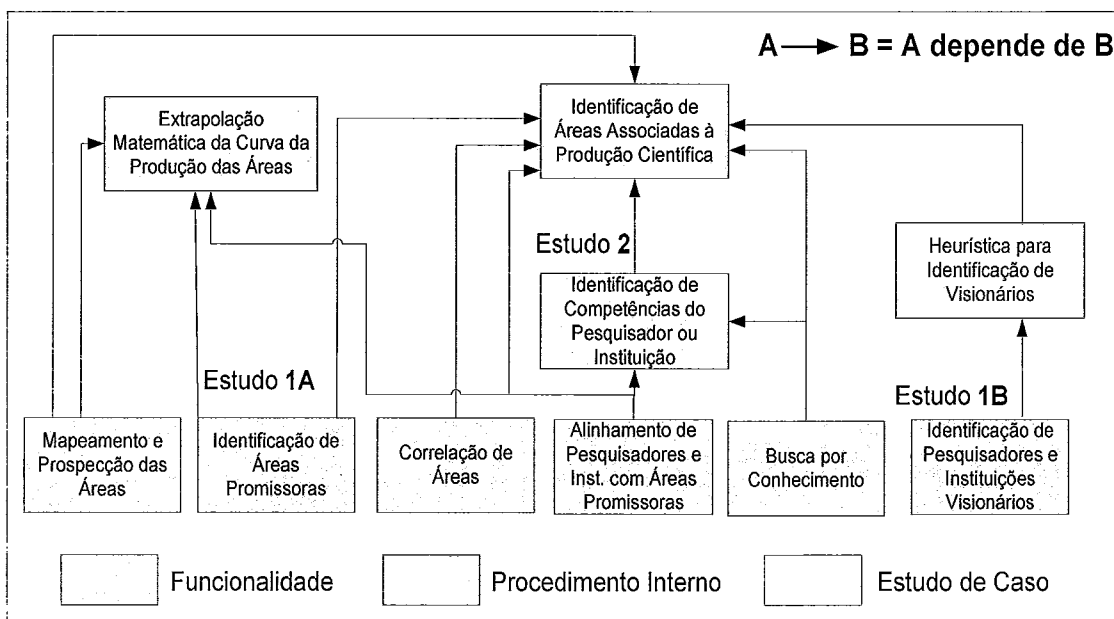 A → B = A depende de B
Extrapolação
Matemática da Curva da
Produção das Áreas
Identificação de
Áreas Associadas à
Produção Científica
Estudo 2
Heurística para
Identificação de
Visionários
Identificação de
Competências do
Pesquisador ou
Instituição
Estudo 1A
Estudo 1B
Mapeamento e
Prospecção das
Áreas
Identificação de
Áreas
Promissoras
Correlação de
Áreas
Alinhamento de
Pesquisadores e
Inst. com Áreas
Promissoras
Busca por
Conhecimento
Identificação de
Pesquisadores e
Instituições
Visionários
Funcionalidade
Procedimento Interno
Estudo de Caso